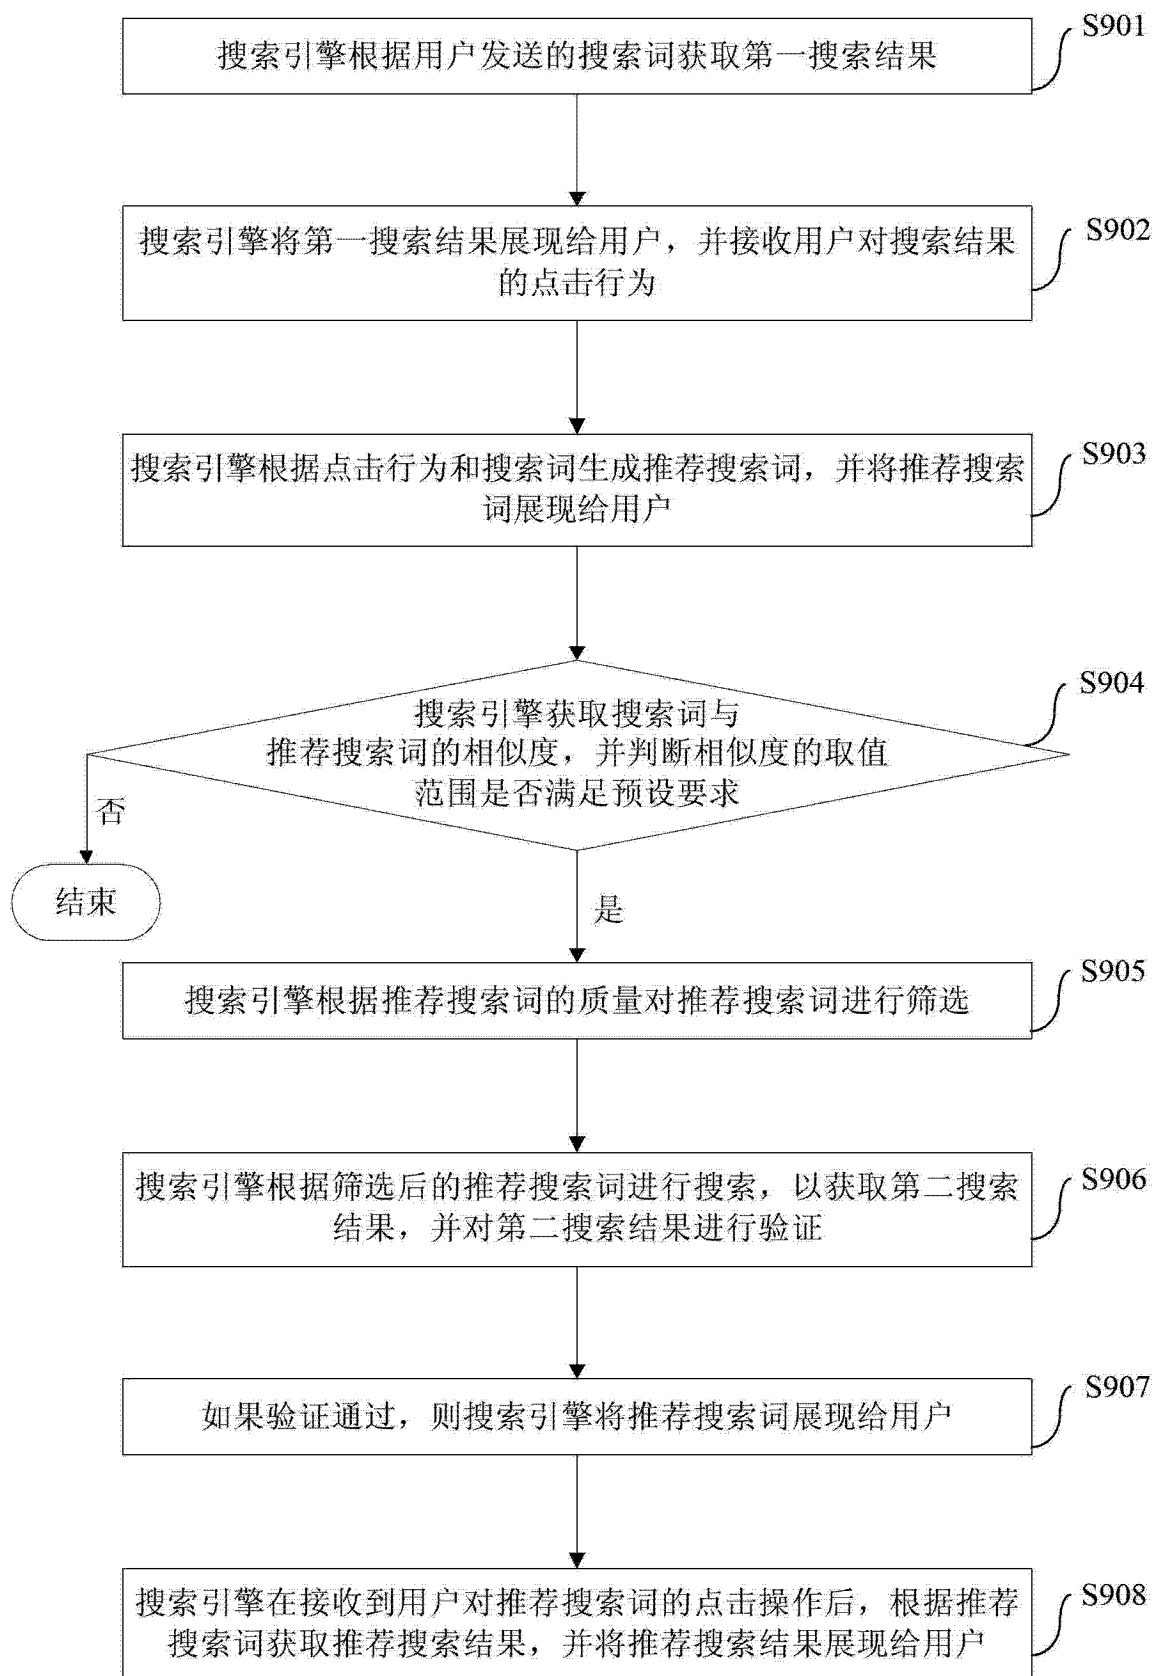 搜索引擎根据用户发送的搜索词获取第一搜索结果
S901
搜索引擎将第一搜索结果展现给用户，并接收用户对搜索结果
的点击行为
S902
搜索引擎根据点击行为和搜索词生成推荐搜索词，并将推荐搜索
词展现给用户
S903
搜索引擎获取搜索词与
推荐搜索词的相似度，并判断相似度的取值
范围是否满足预设要求
S904
否
结束
是
搜索引擎根据推荐搜索词的质量对推荐搜索词进行筛选
S905
搜索引擎根据筛选后的推荐搜索词进行搜索，以获取第二搜索
结果，并对第二搜索结果进行验证
S906
如果验证通过，则搜索引擎将推荐搜索词展现给用户
S907
搜索引擎在接收到用户对推荐搜索词的点击操作后，根据推荐
搜索词获取推荐搜索结果，并将推荐搜索结果展现给用户
S908